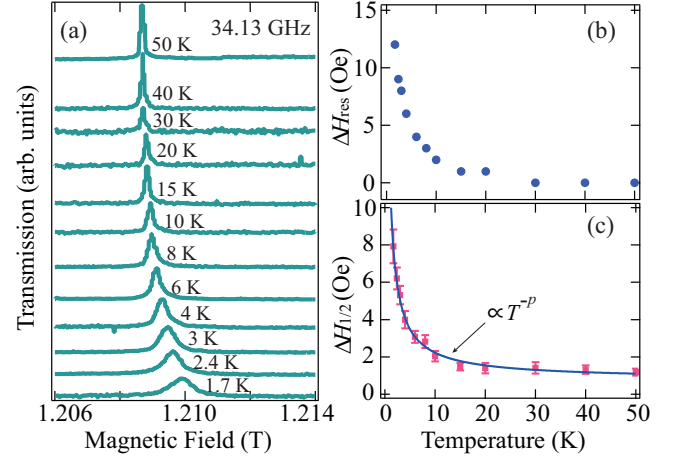 (a)
34.13 GHz
50 K
40 K
30 K
20 K
15 K
10 K
8 K
6 K
4 K
3 K
2.4 K
1.7 K
Transmission (arb. units)
1.206
1.210
1.214
Magnetic Field (T)
(b)
15
10
5
0
ΔHres (Oe)
(c)
10
8
6
4
2
0
ΔH1/2 (Oe)
∝T⁻ᵖ
0
10
20
30
40
50
Temperature (K)